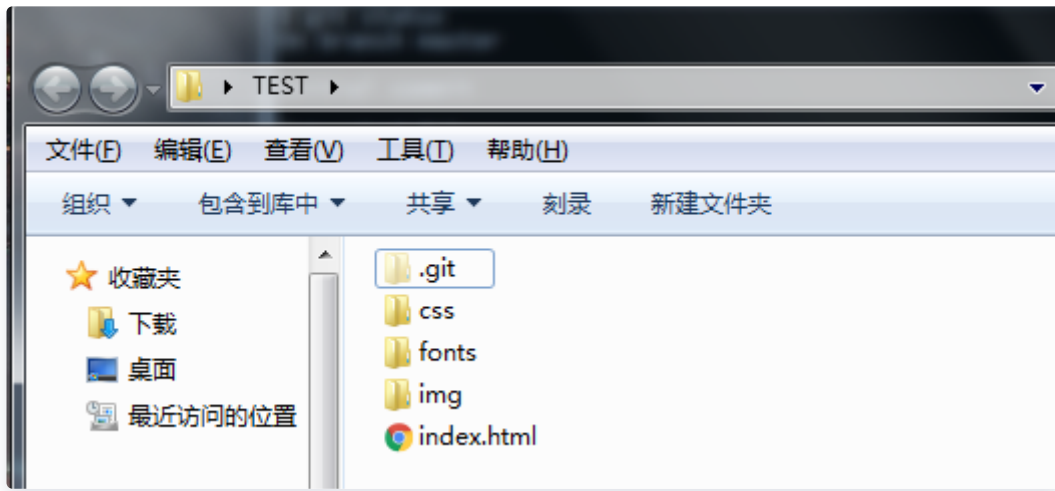 TEST
文件(F) 编辑(E) 查看(V) 工具(T) 帮助(H)
组织 包含到库中 共享 刻录 新建文件夹
收藏夹
下载
桌面
最近访问的位置
.git
css
fonts
img
index.html